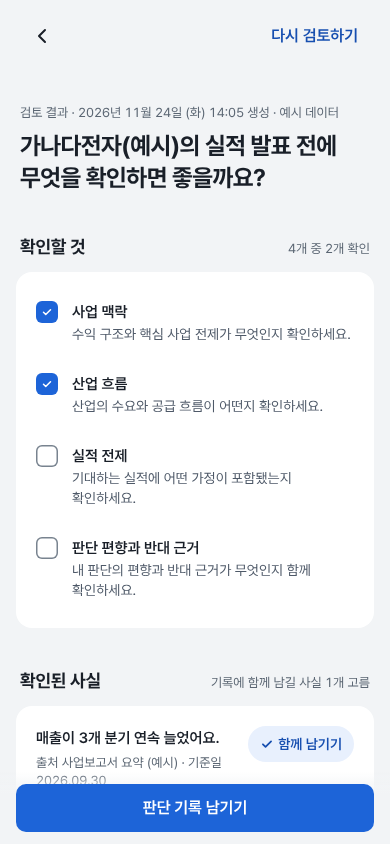 다시 검토하기
검토 결과 · 2026년 11월 24일 (화) 14:05 생성 · 예시 데이터
가나다전자(예시)의 실적 발표 전에
무엇을 확인하면 좋을까요?
확인할 것
4개 중 2개 확인
사업 맥락
수익 구조와 핵심 사업 전제가 무엇인지 확인하세요.
산업 흐름
산업의 수요와 공급 흐름이 어떤지 확인하세요.
실적 전제
기대하는 실적에 어떤 가정이 포함됐는지
확인하세요.
판단 편향과 반대 근거
내 판단의 편향과 반대 근거가 무엇인지 함께
확인하세요.
확인된 사실
기록에 함께 남길 사실 1개 고름
매출이 3개 분기 연속 늘었어요.
함께 남기기
출처 사업보고서 요약 (예시) · 기준일
2026.09.30
판단 기록 남기기